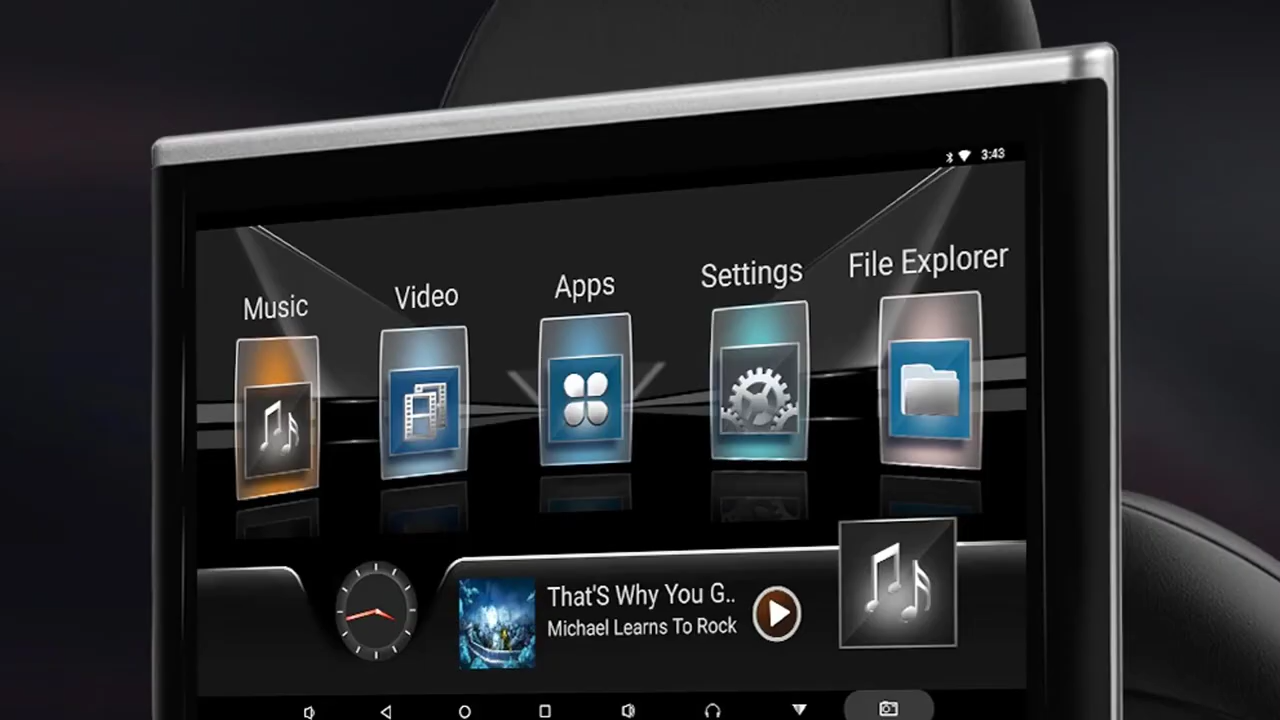 3:43
Music
Video
Apps
Settings
File Explorer
That'S Why You G..
Michael Learns To Rock